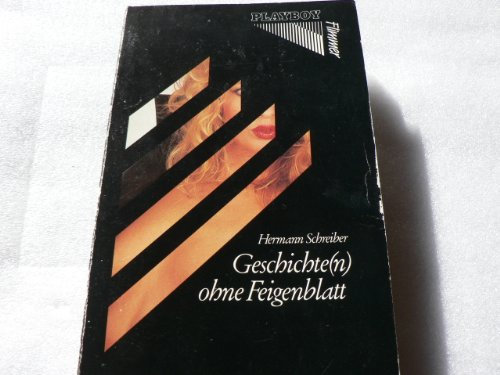 PLAYBOY
Flimmer
Hermann Schreiber
Geschichte(n)
ohne Feigenblatt